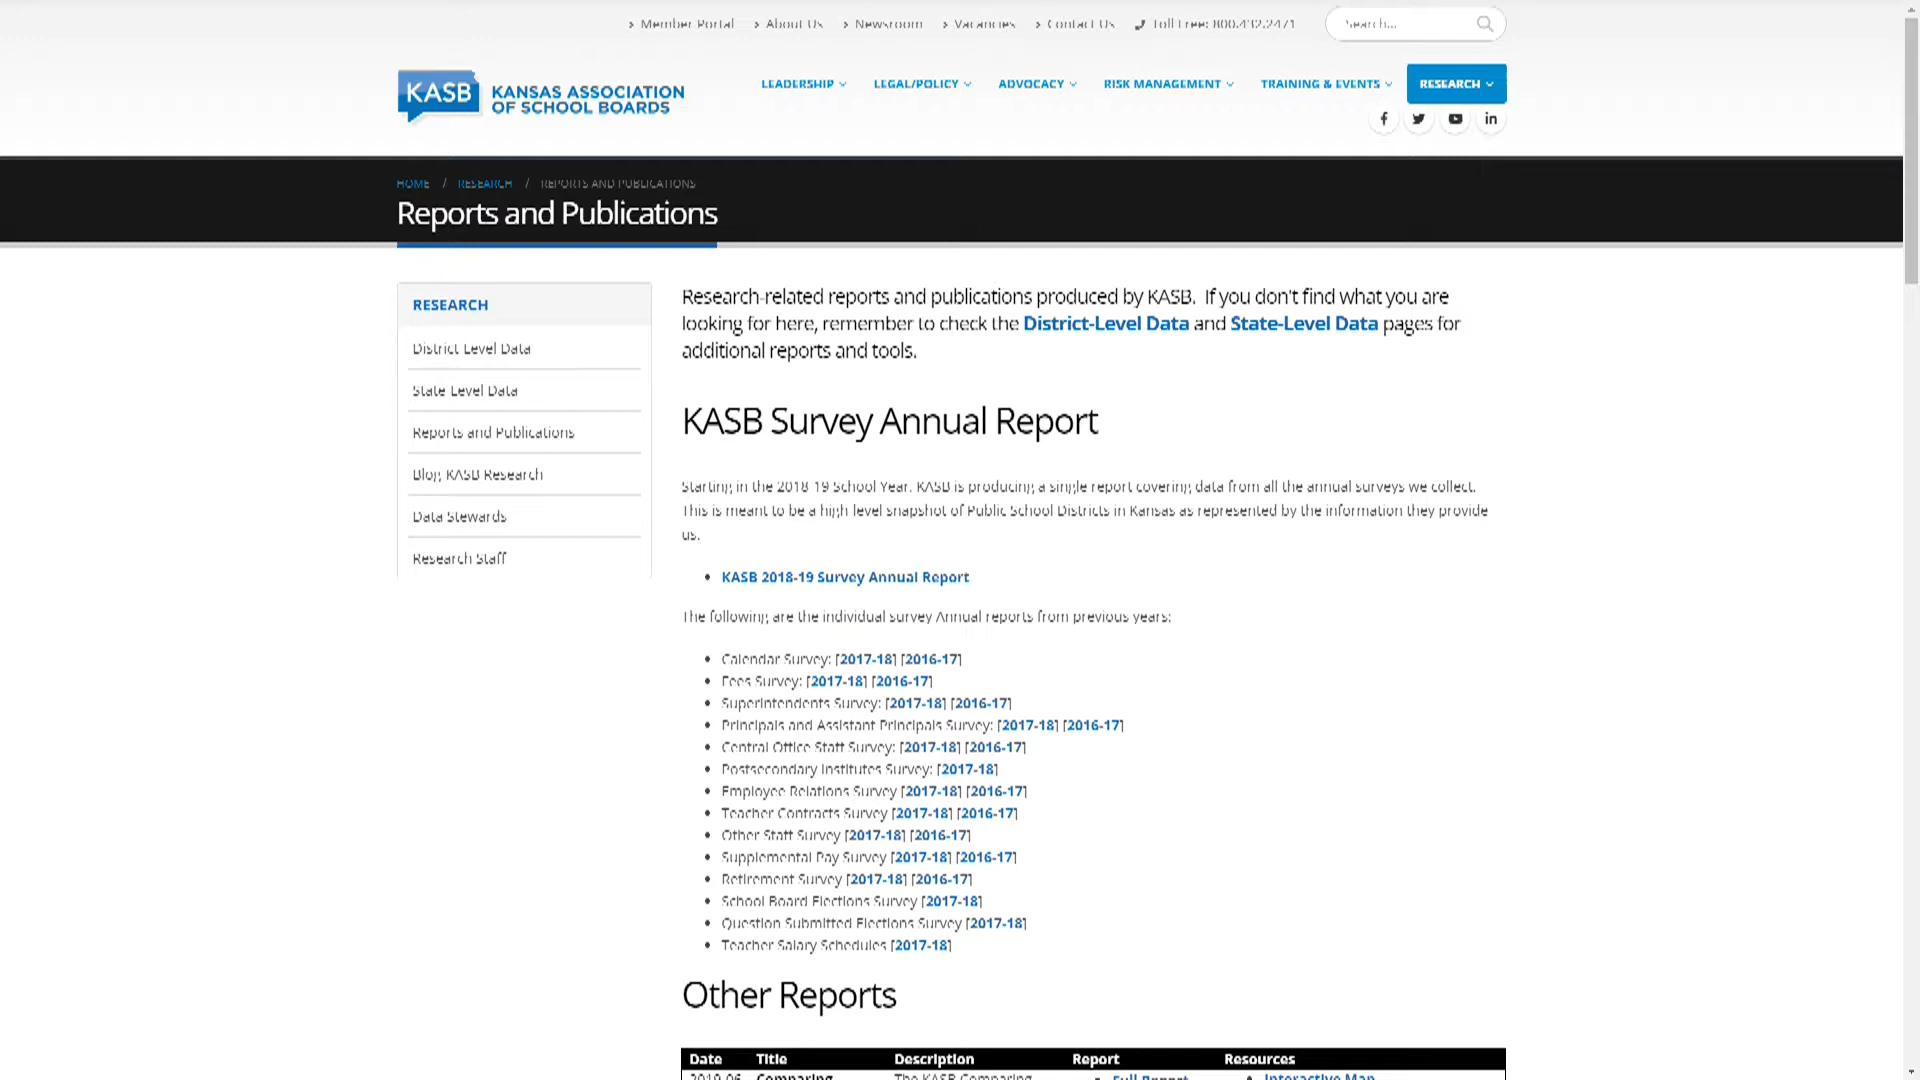 Member Portal About Us Newsroom Vacancies Contact Us Toll Free: 800.432.2471 Search...
KASB KANSAS ASSOCIATION
OF SCHOOL BOARDS
LEADERSHIP LEGAL/POLICY ADVOCACY RISK MANAGEMENT TRAINING & EVENTS RESEARCH
HOME / RESEARCH / REPORTS AND PUBLICATIONS
Reports and Publications
RESEARCH
District Level Data
State Level Data
Reports and Publications
Blog KASB Research
Data Stewards
Research Staff
Research-related reports and publications produced by KASB. If you don't find what you are
looking for here, remember to check the District-Level Data and State-Level Data pages for
additional reports and tools.
KASB Survey Annual Report
Starting in the 2018-19 School Year, KASB is producing a single report covering data from all the annual surveys we collect.
This is meant to be a high level snapshot of Public School Districts in Kansas as represented by the information they provide
us.
• KASB 2018-19 Survey Annual Report
The following are the individual survey Annual reports from previous years:
• Calendar Survey: [2017-18] [2016-17]
• Fees Survey: [2017-18] [2016-17]
• Superintendents Survey: [2017-18] [2016-17]
• Principals and Assistant Principals Survey: [2017-18] [2016-17]
• Central Office Staff Survey: [2017-18] [2016-17]
• Postsecondary Institutes Survey: [2017-18]
• Employee Relations Survey [2017-18] [2016-17]
• Teacher Contracts Survey [2017-18] [2016-17]
• Other Staff Survey [2017-18] [2016-17]
• Supplemental Pay Survey [2017-18] [2016-17]
• Retirement Survey [2017-18] [2016-17]
• School Board Elections Survey [2017-18]
• Question Submitted Elections Survey [2017-18]
• Teacher Salary Schedules [2017-18]
Other Reports
Date Title Description Report Resources
2019-06 Comparing The KASB Comparing • Full Report • Interactive Map